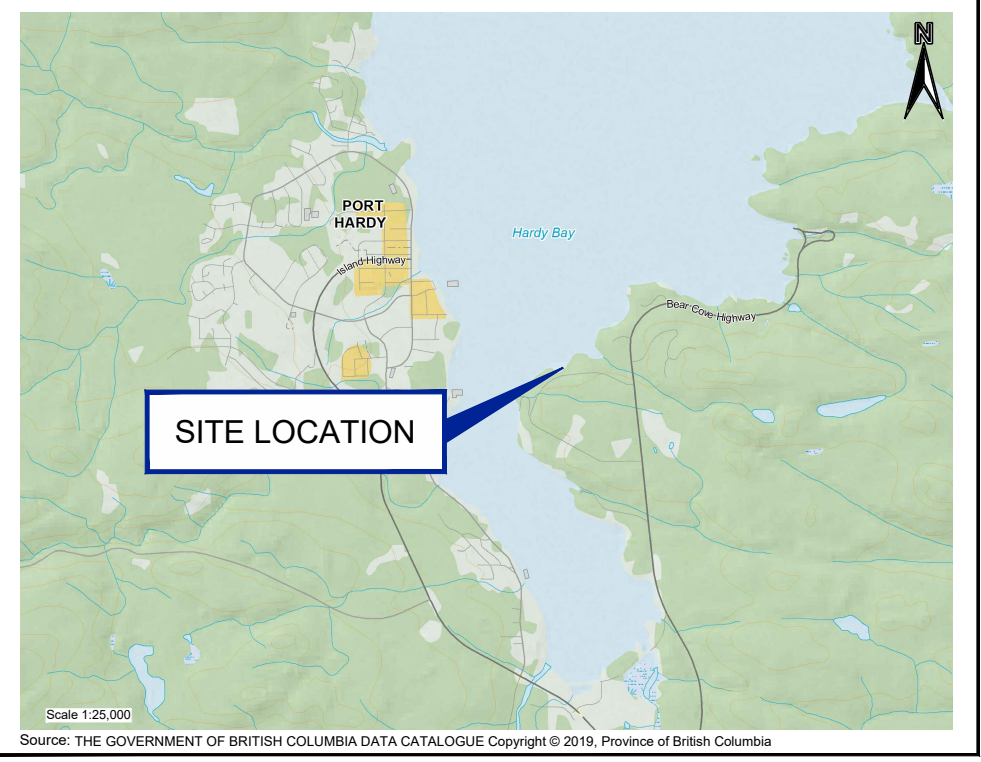 N
PORT
HARDY
Hardy Bay
Island Highway
Bear Cove Highway
SITE LOCATION
Scale 1:25,000
Source: THE GOVERNMENT OF BRITISH COLUMBIA DATA CATALOGUE Copyright © 2019, Province of British Columbia